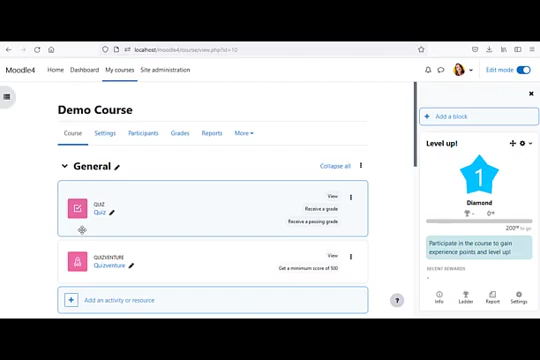 localhost/moodle4/course/view.php?id=10
Moodle4
Home
Dashboard
My courses
Site administration
Edit mode
Demo Course
Course
Settings
Participants
Grades
Reports
More
General
Collapse all
QUIZ
Quiz
View
Receive a grade
Receive a passing grade
QUIZVENTURE
Quizventure
View
Get a minimum score of 500
Add an activity or resource
?
Add a block
Level up!
1
Diamond
200xp to go
Participate in the course to gain
experience points and level up!
RECENT REWARDS
-
Info
Ladder
Report
Settings